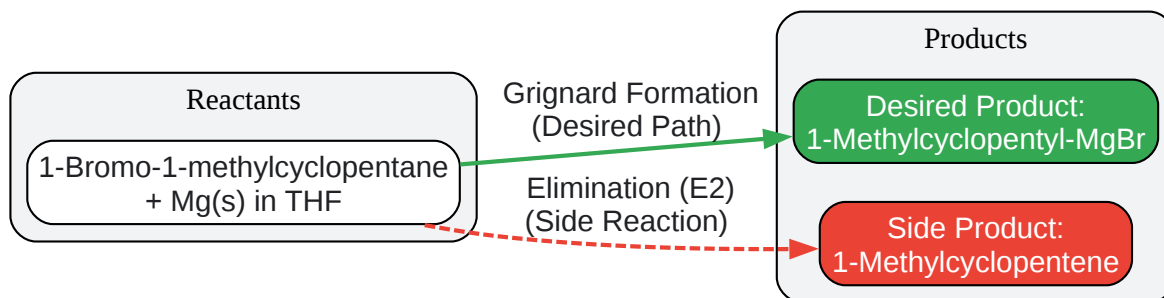 Reactants
1-Bromo-1-methylcyclopentane
+ Mg(s) in THF
Grignard Formation
(Desired Path)
Elimination (E2)
(Side Reaction)
Products
Desired Product:
1-Methylcyclopentyl-MgBr
Side Product:
1-Methylcyclopentene